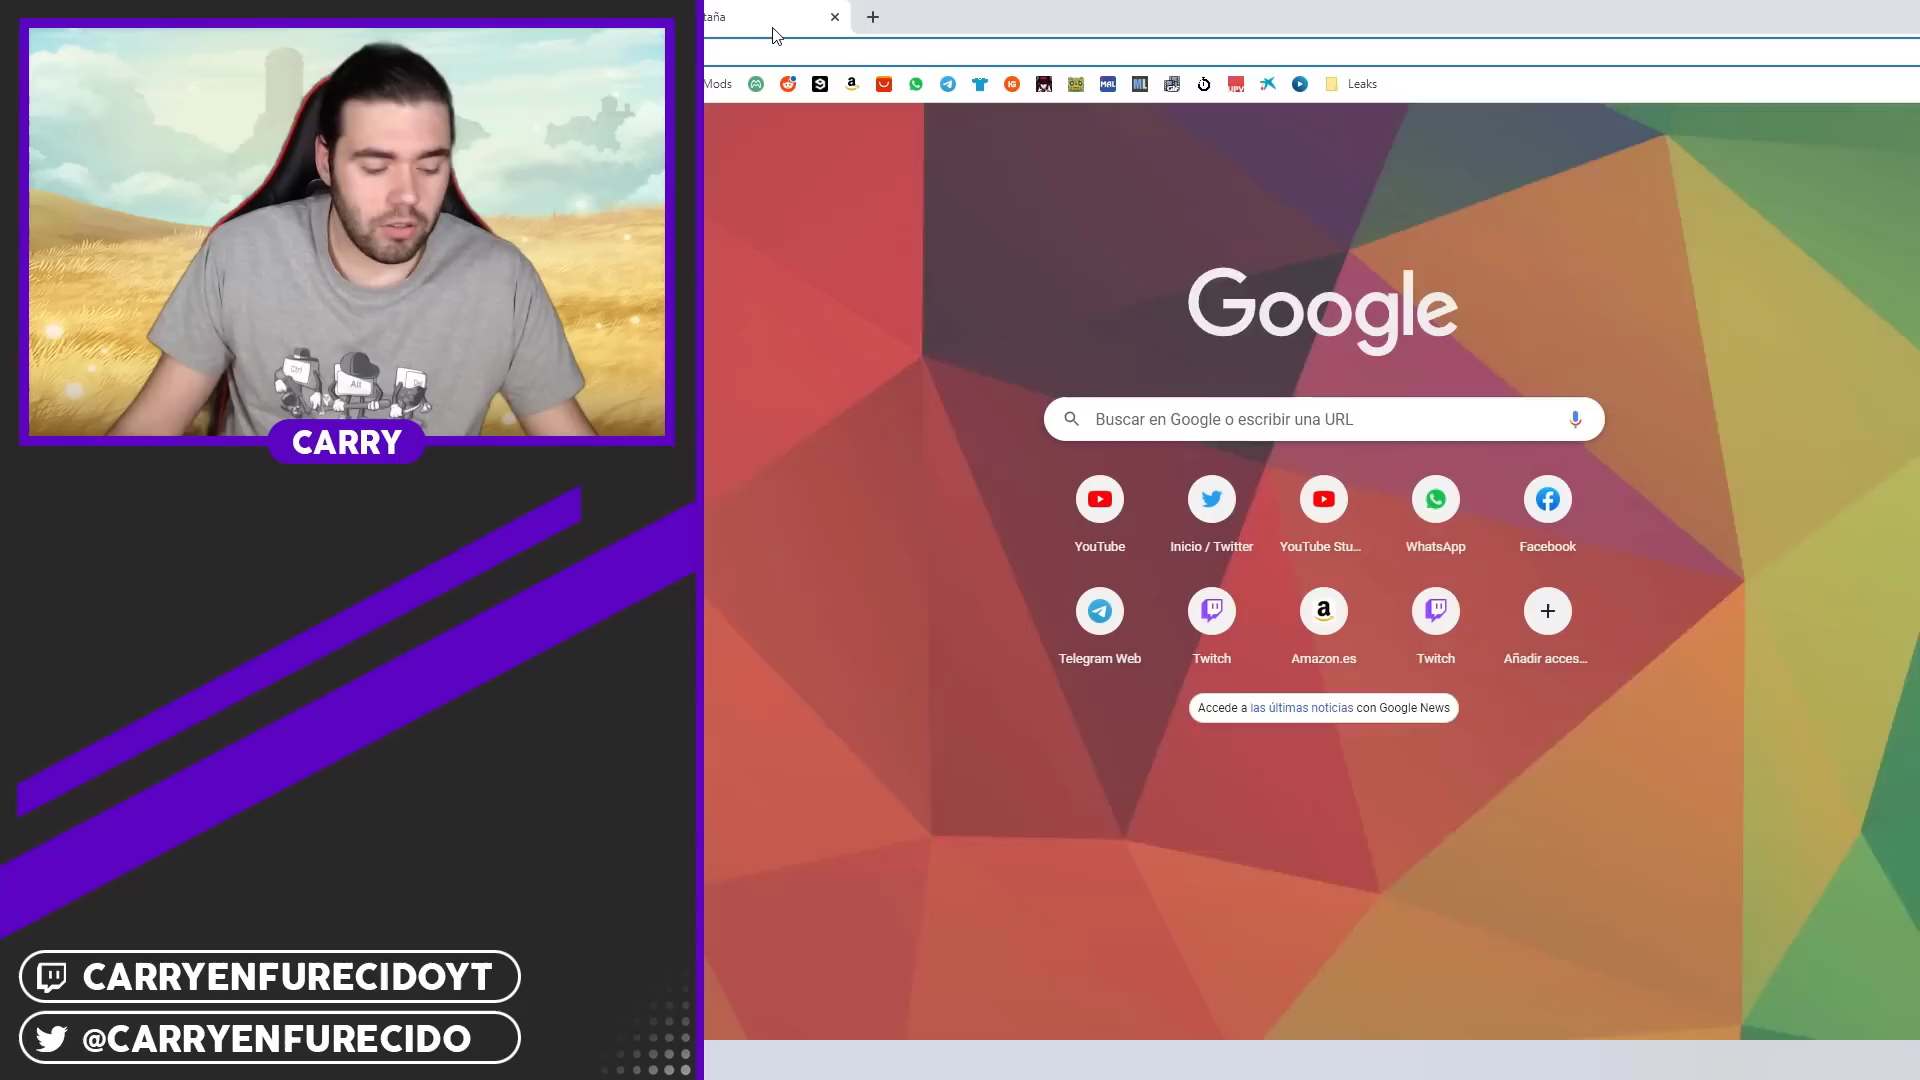 taña
Mods
Leaks
Google
Buscar en Google o escribir una URL
YouTube
Inicio / Twitter
YouTube Stu...
WhatsApp
Facebook
Telegram Web
Twitch
Amazon.es
Twitch
Añadir acces...
Accede a las últimas noticias con Google News
Ctrl
CARRY
CARRYENFURECIDOYT
@CARRYENFURECIDO